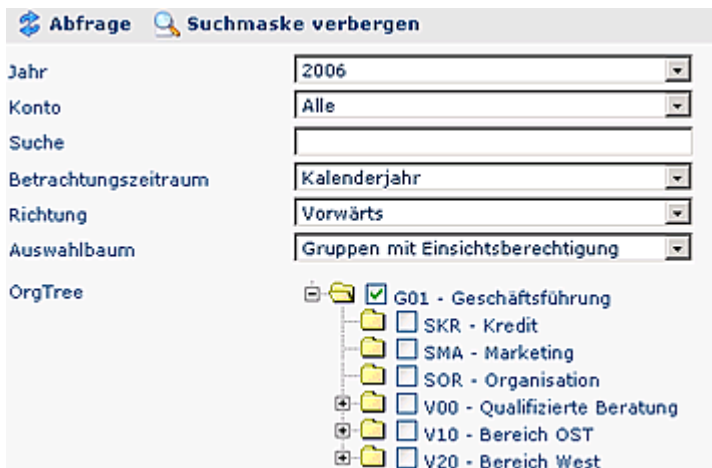 Abfrage Suchmaske verbergen
Jahr 2006
Konto Alle
Suche
Betrachtungszeitraum Kalenderjahr
Richtung Vorwärts
Auswahlbaum Gruppen mit Einsichtsberechtigung
OrgTree G01 - Geschäftsführung
SKR - Kredit
SMA - Marketing
SOR - Organisation
V00 - Qualifizierte Beratung
V10 - Bereich OST
V20 - Bereich West